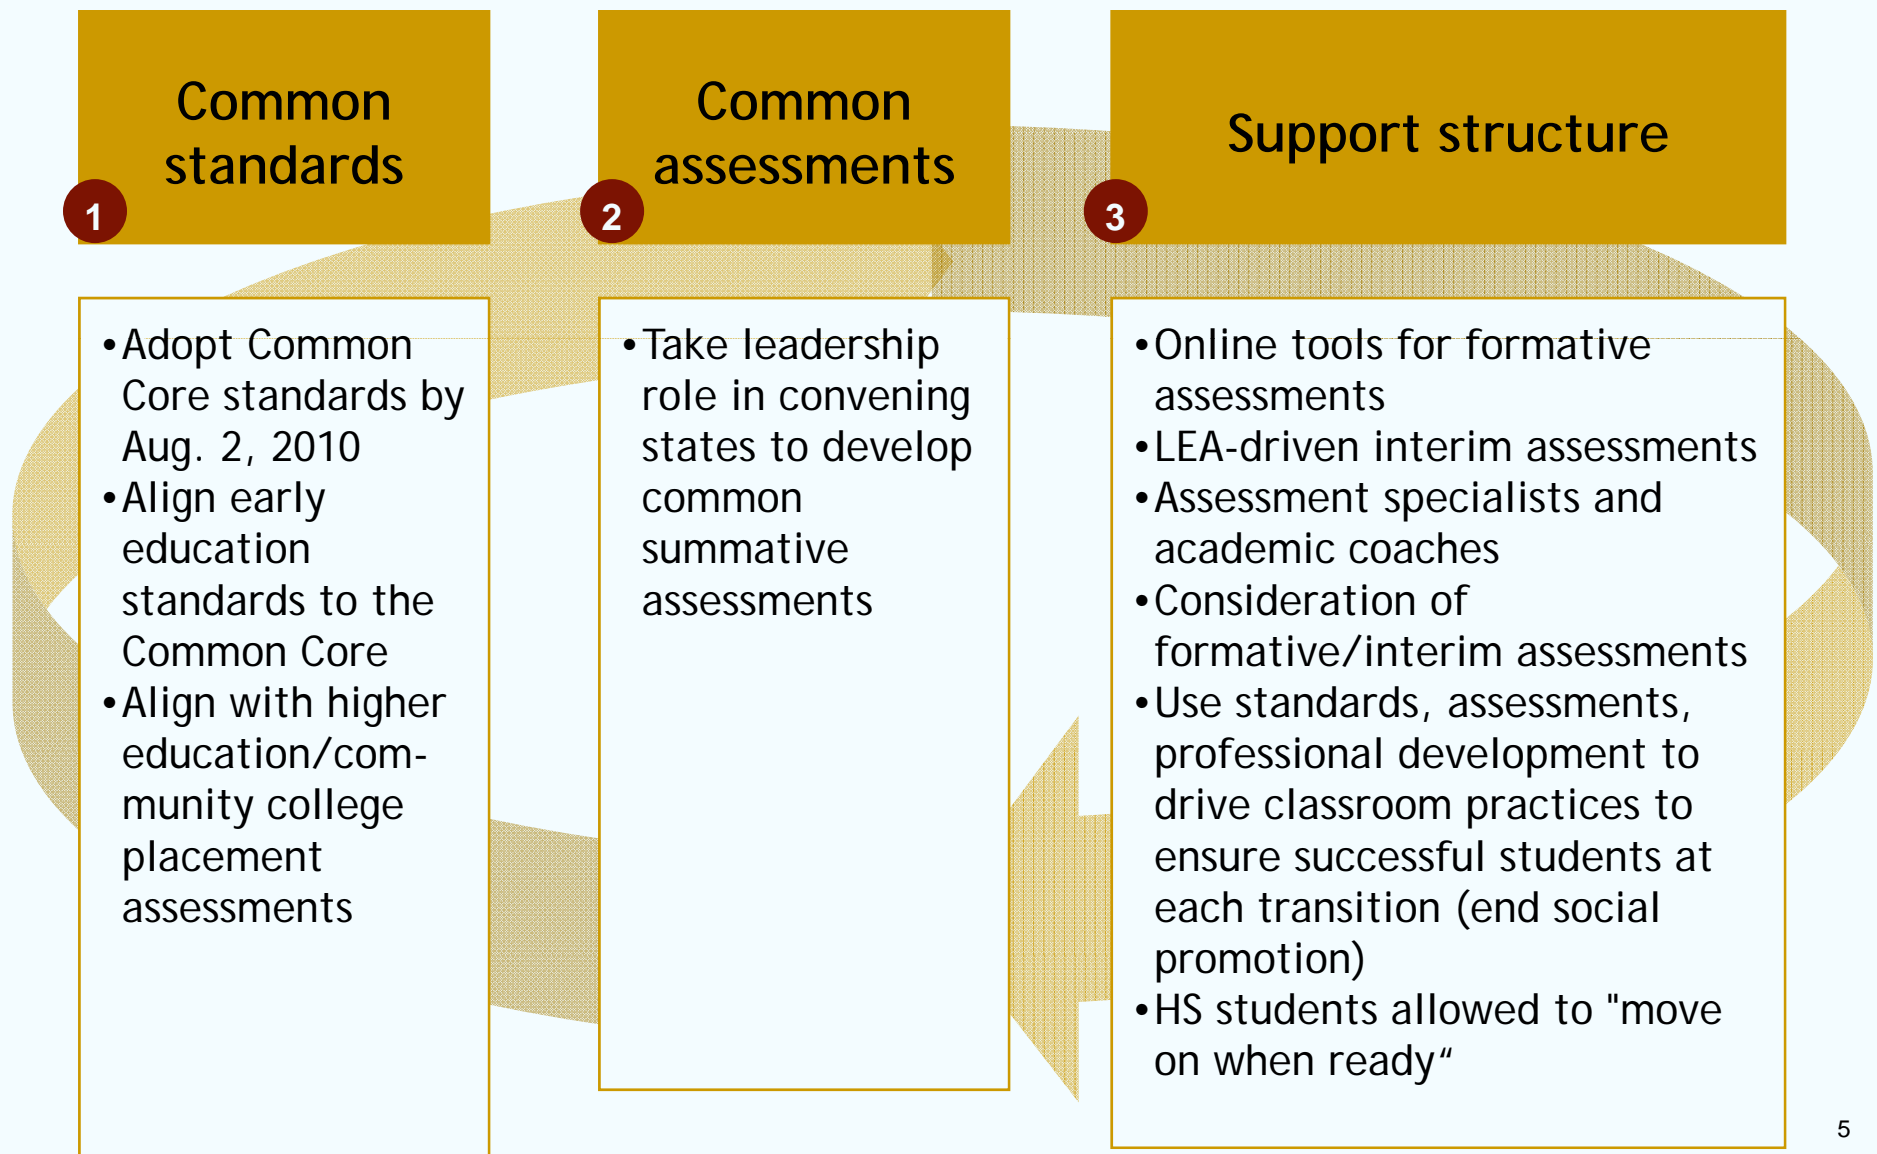 Common
standards
1
Common
assessments
2
Support structure
3
•Adopt Common
Core standards by
Aug. 2, 2010
•Align early
education
standards to the
Common Core
•Align with higher
education/com-
munity college
placement
assessments
•Take leadership
role in convening
states to develop
common
summative
assessments
•Online tools for formative
assessments
•LEA-driven interim assessments
•Assessment specialists and
academic coaches
•Consideration of
formative/interim assessments
•Use standards, assessments,
professional development to
drive classroom practices to
ensure successful students at
each transition (end social
promotion)
•HS students allowed to "move
on when ready“
5